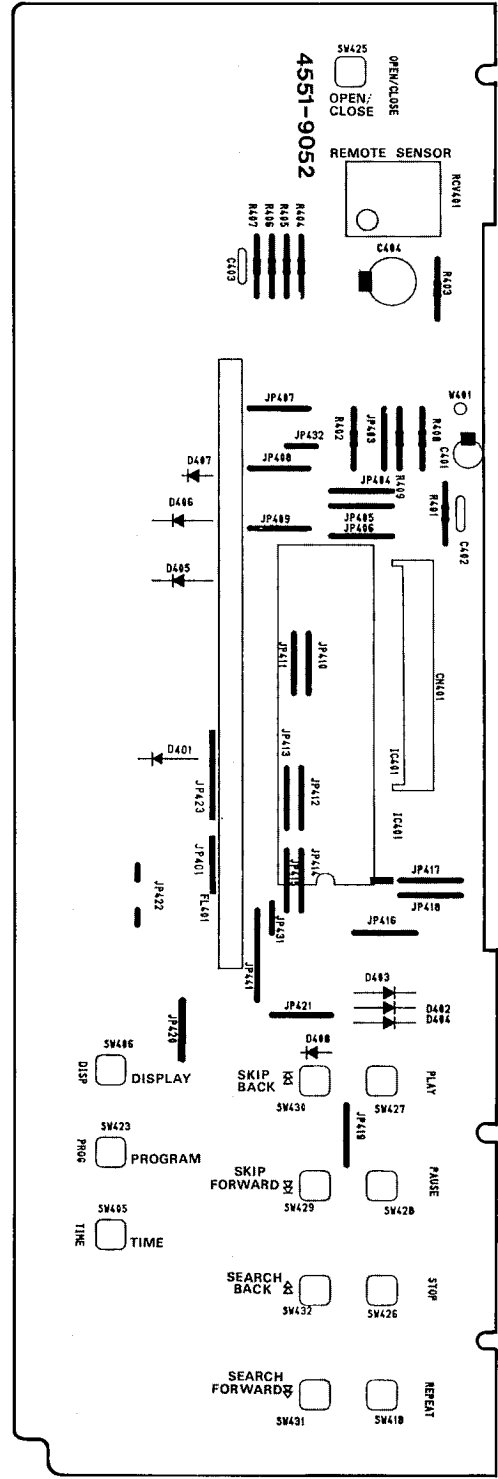 SW425
OPEN/CLOSE
OPEN/
CLOSE
4551-9052
REMOTE SENSOR
RCV401
R407
R406
R405
R404
C403
C404
R403
JP407
W401
JP432
R402
JP403
R409
R408
C401
D407
JP408
JP404
D406
JP405
R401
JP409
JP406
C402
D405
JP411
JP410
CN401
D401
JP413
IC401
JP423
JP412
IC401
JP401
JP415
JP414
JP417
FL401
JP422
JP418
JP431
JP416
JP441
D403
D402
D404
JP420
JP421
D408
SW406
DISP
DISPLAY
SKIP
BACK
SW430
SW427
PLAY
JP419
SW423
PROG
PROGRAM
SKIP
FORWARD
SW429
SW428
PAUSE
SW405
TIME
TIME
SEARCH
BACK
SW432
SW426
STOP
SEARCH
FORWARD
SW431
SW418
REPEAT